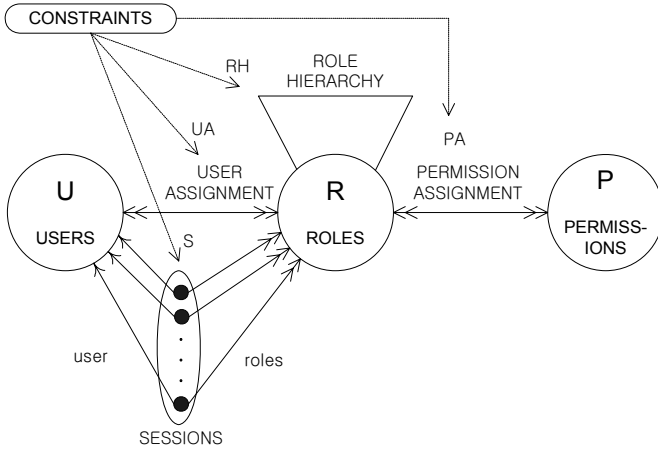 CONSTRAINTS
RH
ROLE
HIERARCHY
UA
PA
USER
ASSIGNMENT
PERMISSION
ASSIGNMENT
U
USERS
R
ROLES
P
PERMISS-
IONS
S
user
roles
SESSIONS